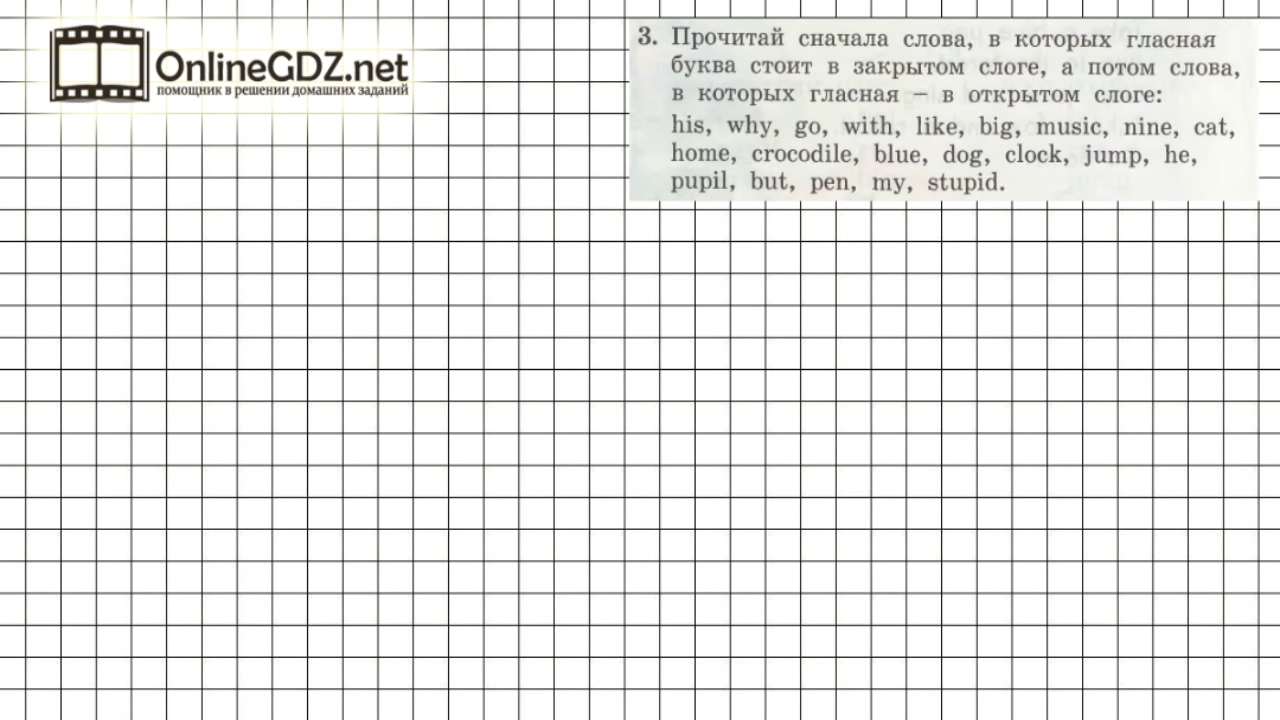 OnlineGDZ.net
помощник в решении домашних заданий
3. Прочитай сначала слова, в которых гласная
буква стоит в закрытом слоге, а потом слова,
в которых гласная — в открытом слоге:
his, why, go, with, like, big, music, nine, cat,
home, crocodile, blue, dog, clock, jump, he,
pupil, but, pen, my, stupid.